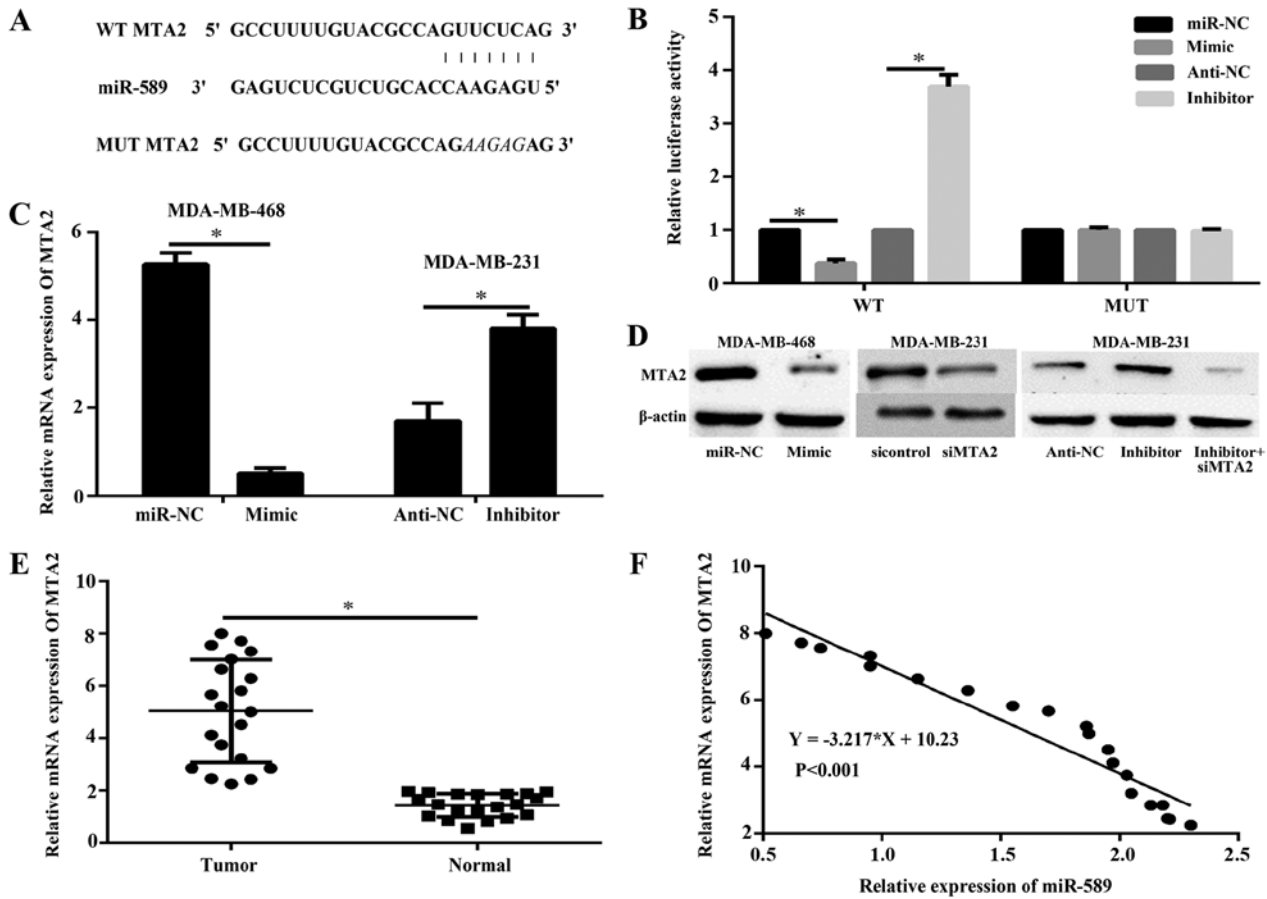 A
WT MTA2 5' GCCUUUUGUACGCCAGUUCUCAG 3'
miR-589 3' GAGUCUCGUCUGCACCAAGAGU 5'
MUT MTA2 5' GCCUUUUGUACGCCAGAAGAGAG 3'
B
Relative luciferase activity
5
4
3
2
1
0
*
*
WT
MUT
miR-NC
Mimic
Anti-NC
Inhibitor
C
Relative mRNA expression Of MTA2
6
4
2
0
MDA-MB-468
*
MDA-MB-231
*
miR-NC
Mimic
Anti-NC
Inhibitor
D
MDA-MB-468
MDA-MB-231
MDA-MB-231
MTA2
β-actin
miR-NC
Mimic
sicontrol
siMTA2
Anti-NC
Inhibitor
Inhibitor+
siMTA2
E
Relative mRNA expression Of MTA2
10
8
6
4
2
0
*
Tumor
Normal
F
Relative mRNA expression Of MTA2
10
8
6
4
2
Y = -3.217*X + 10.23
P<0.001
0.5
1.0
1.5
2.0
2.5
Relative expression of miR-589